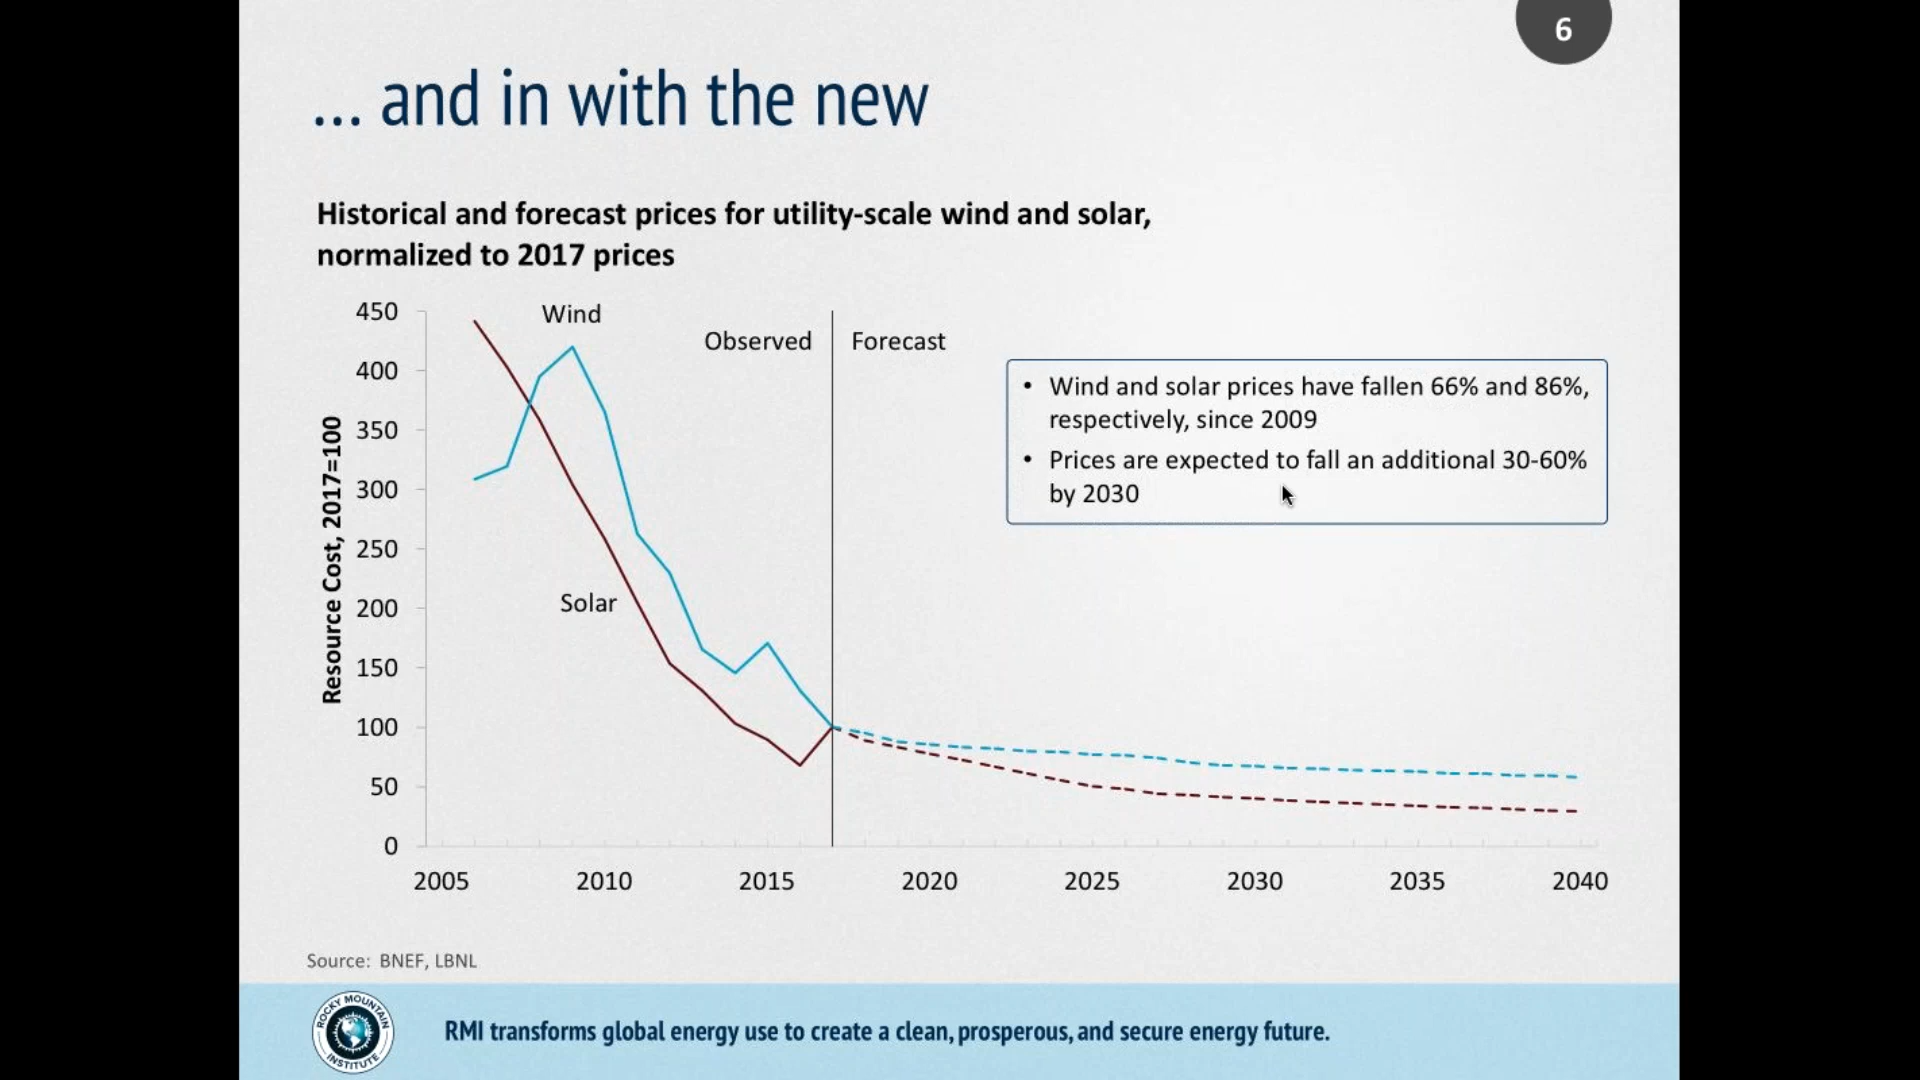 6
... and in with the new
Historical and forecast prices for utility-scale wind and solar,
normalized to 2017 prices
Resource Cost, 2017=100
450
400
350
300
250
200
150
100
50
0
Wind
Solar
Observed
Forecast
• Wind and solar prices have fallen 66% and 86%,
respectively, since 2009
• Prices are expected to fall an additional 30-60%
by 2030
2005
2010
2015
2020
2025
2030
2035
2040
Source: BNEF, LBNL
ROCKY MOUNTAIN
INSTITUTE
RMI transforms global energy use to create a clean, prosperous, and secure energy future.